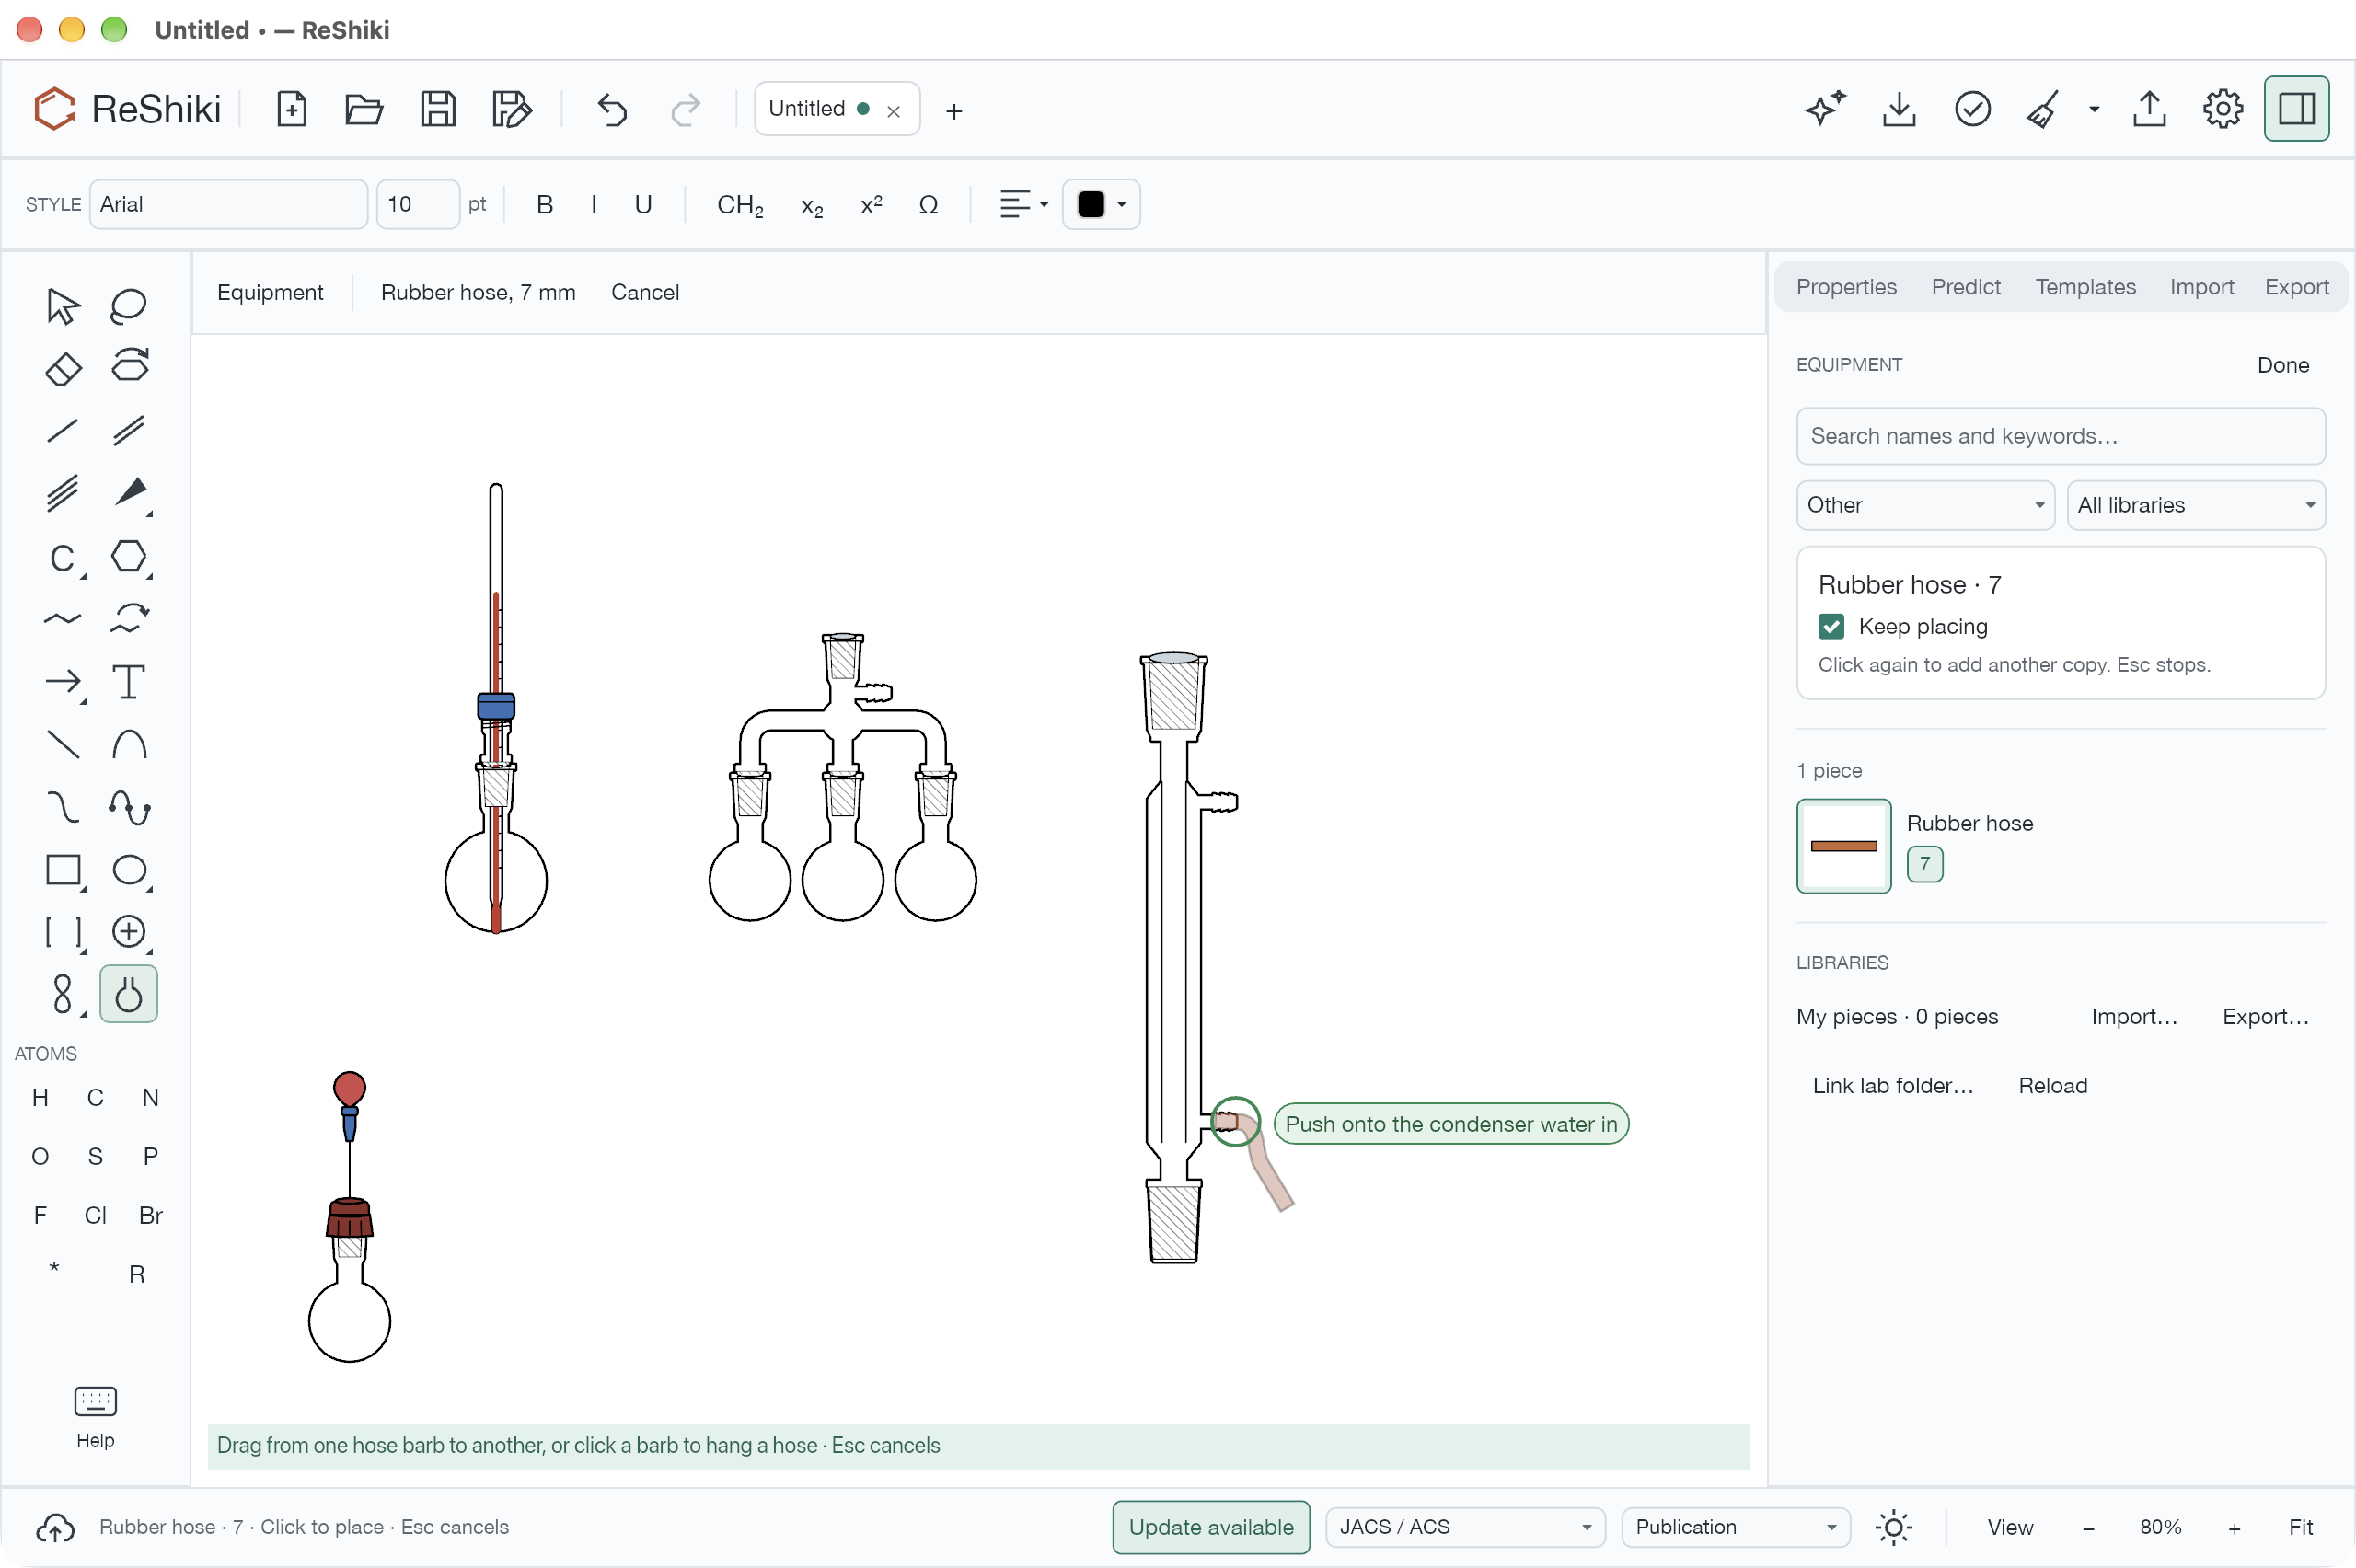 Untitled • — ReShiki
ReShiki
Untitled
STYLE Arial 10 pt B I U CH₂ x₂ x² Ω
Equipment Rubber hose, 7 mm Cancel
Properties Predict Templates Import Export
EQUIPMENT Done
Search names and keywords...
Other All libraries
Rubber hose · 7
Keep placing
Click again to add another copy. Esc stops.
1 piece
Rubber hose
7
LIBRARIES
My pieces · 0 pieces Import... Export...
Link lab folder... Reload
C
T
ATOMS
H C N
O S P
F Cl Br
* R
Help
Push onto the condenser water in
Drag from one hose barb to another, or click a barb to hang a hose · Esc cancels
Rubber hose · 7 · Click to place · Esc cancels
Update available JACS / ACS Publication View – 80% + Fit